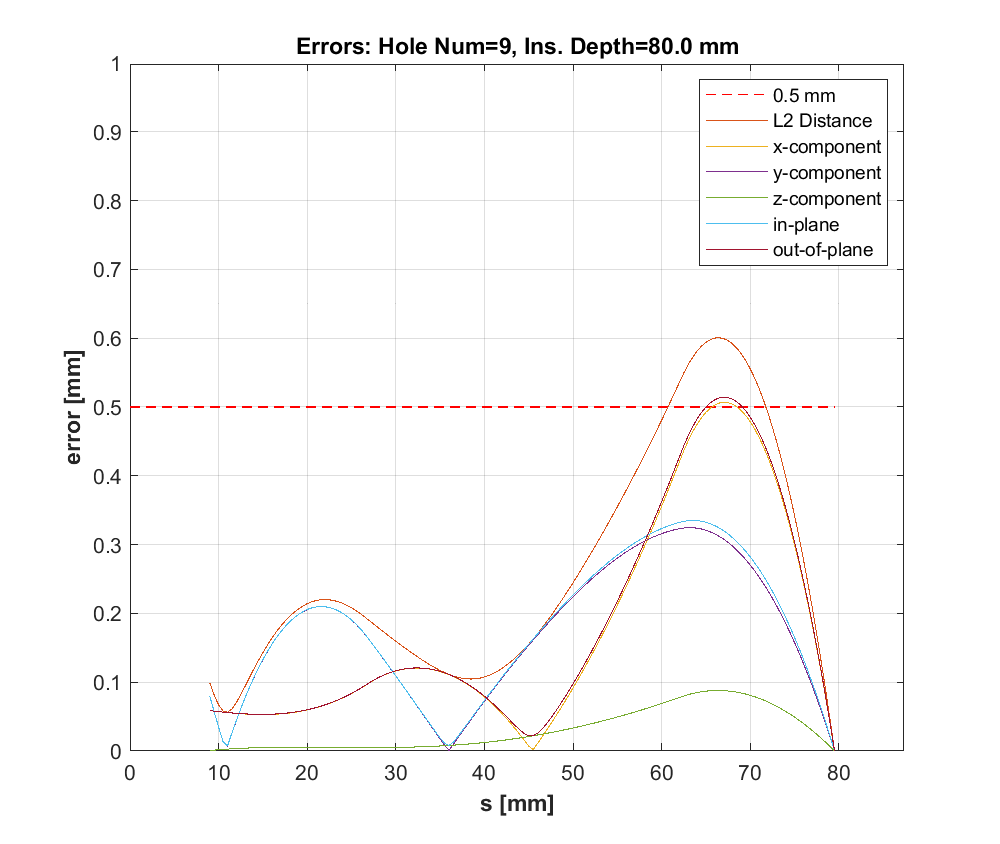 Errors: Hole Num=9, Ins. Depth=80.0 mm
1
0.9
0.8
0.7
0.6
0.5
0.4
0.3
0.2
0.1
0
error [mm]
0.5 mm
L2 Distance
x-component
y-component
z-component
in-plane
out-of-plane
0 10 20 30 40 50 60 70 80
s [mm]